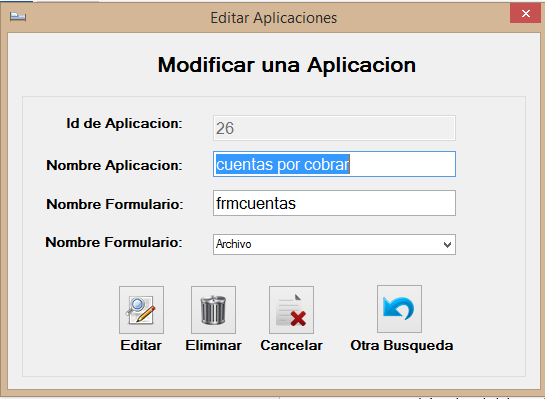 Editar Aplicaciones
Modificar una Aplicacion
Id de Aplicacion: 26
Nombre Aplicacion: cuentas por cobrar
Nombre Formulario: frmcuentas
Nombre Formulario: Archivo
Editar Eliminar Cancelar Otra Busqueda